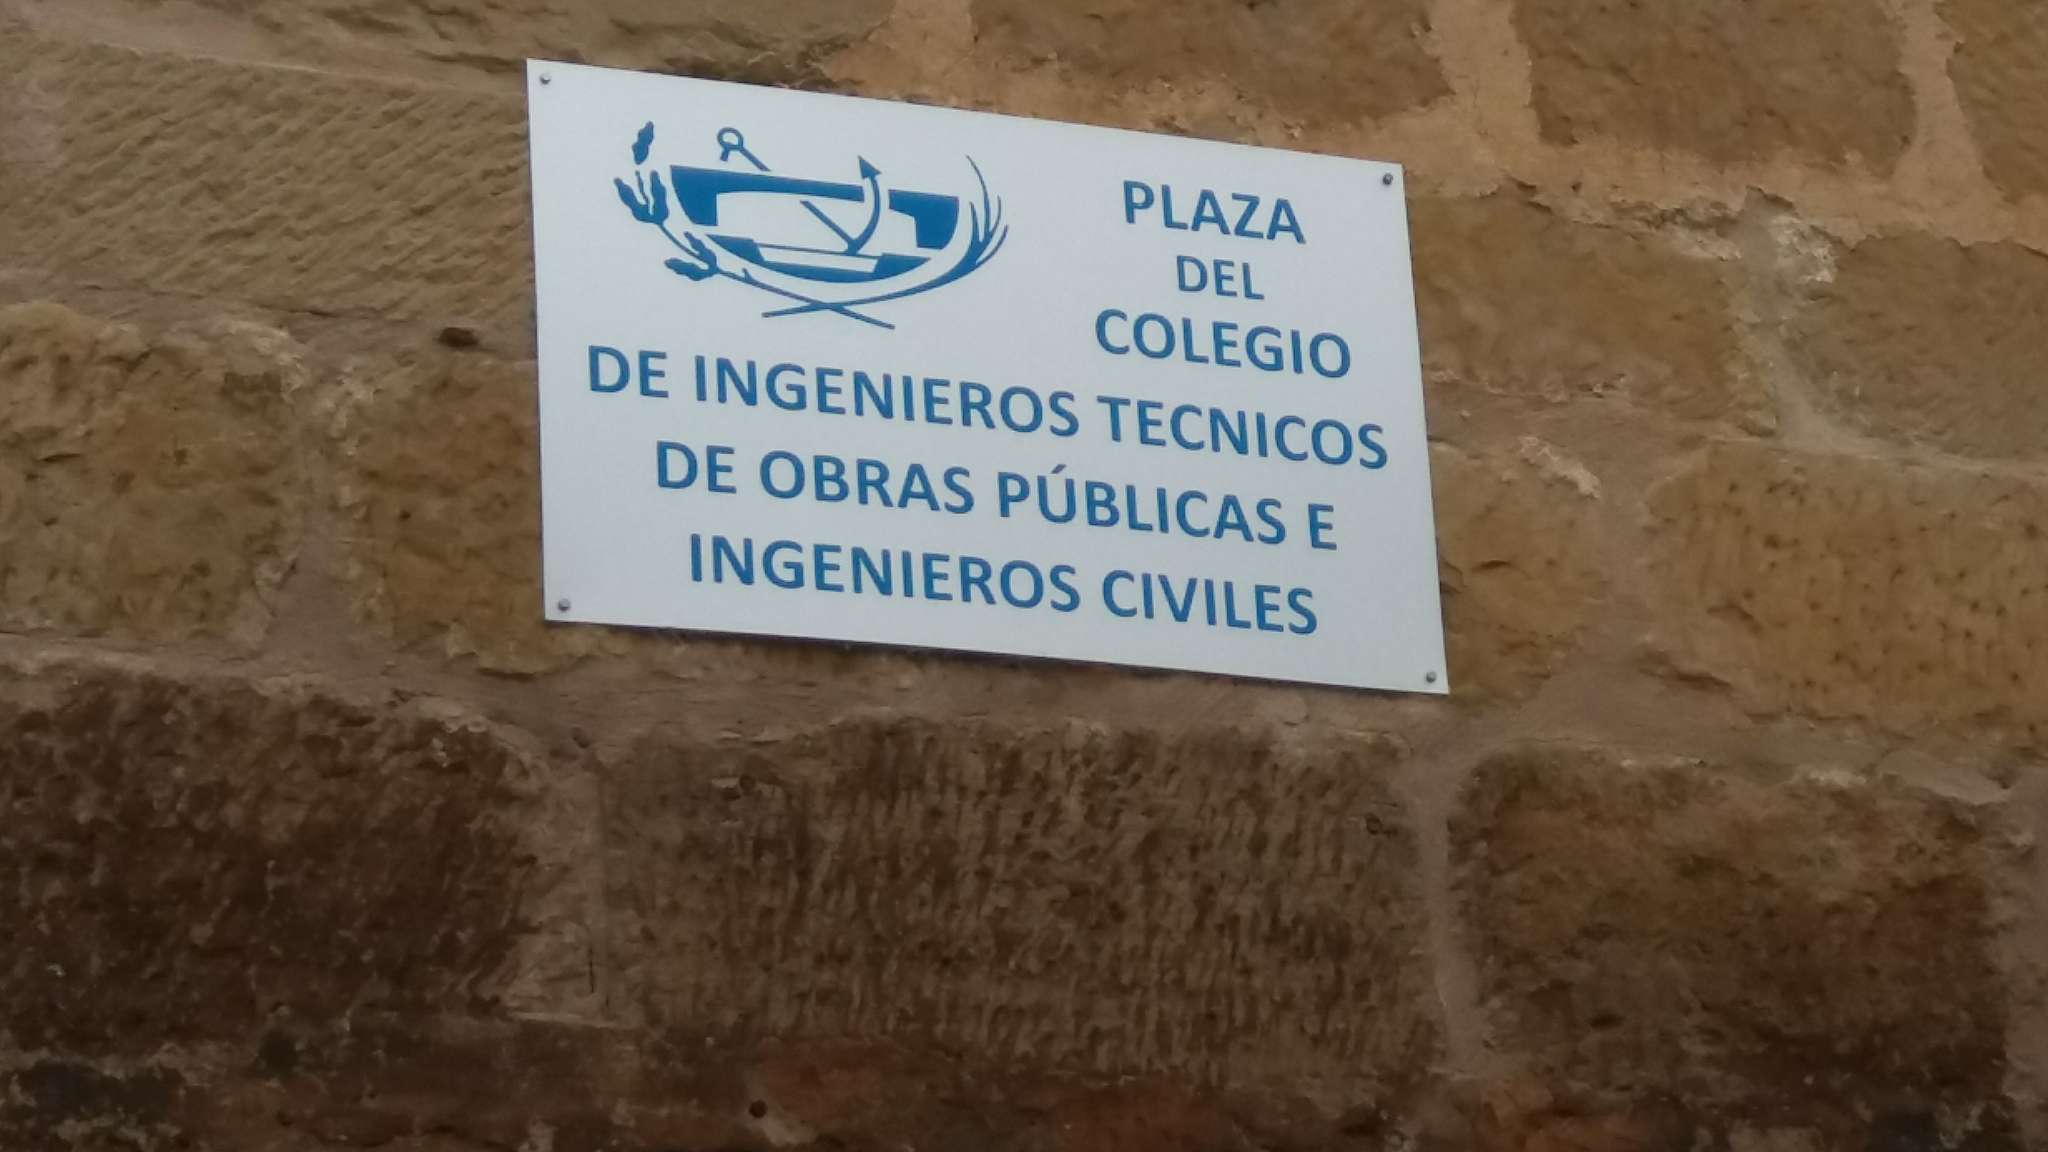 PLAZA
DEL
COLEGIO
DE INGENIEROS TECNICOS
DE OBRAS PÚBLICAS E
INGENIEROS CIVILES